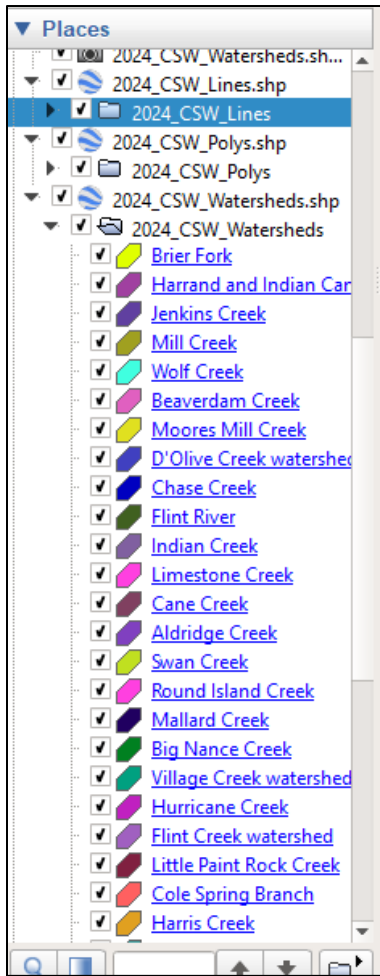 Places
2024_CSW_Watersheds.sh...
2024_CSW_Lines.shp
2024_CSW_Lines
2024_CSW_Polys.shp
2024_CSW_Polys
2024_CSW_Watersheds.shp
2024_CSW_Watersheds
Brier Fork
Harrand and Indian Can
Jenkins Creek
Mill Creek
Wolf Creek
Beaverdam Creek
Moores Mill Creek
D'Olive Creek watershed
Chase Creek
Flint River
Indian Creek
Limestone Creek
Cane Creek
Aldridge Creek
Swan Creek
Round Island Creek
Mallard Creek
Big Nance Creek
Village Creek watershed
Hurricane Creek
Flint Creek watershed
Little Paint Rock Creek
Cole Spring Branch
Harris Creek